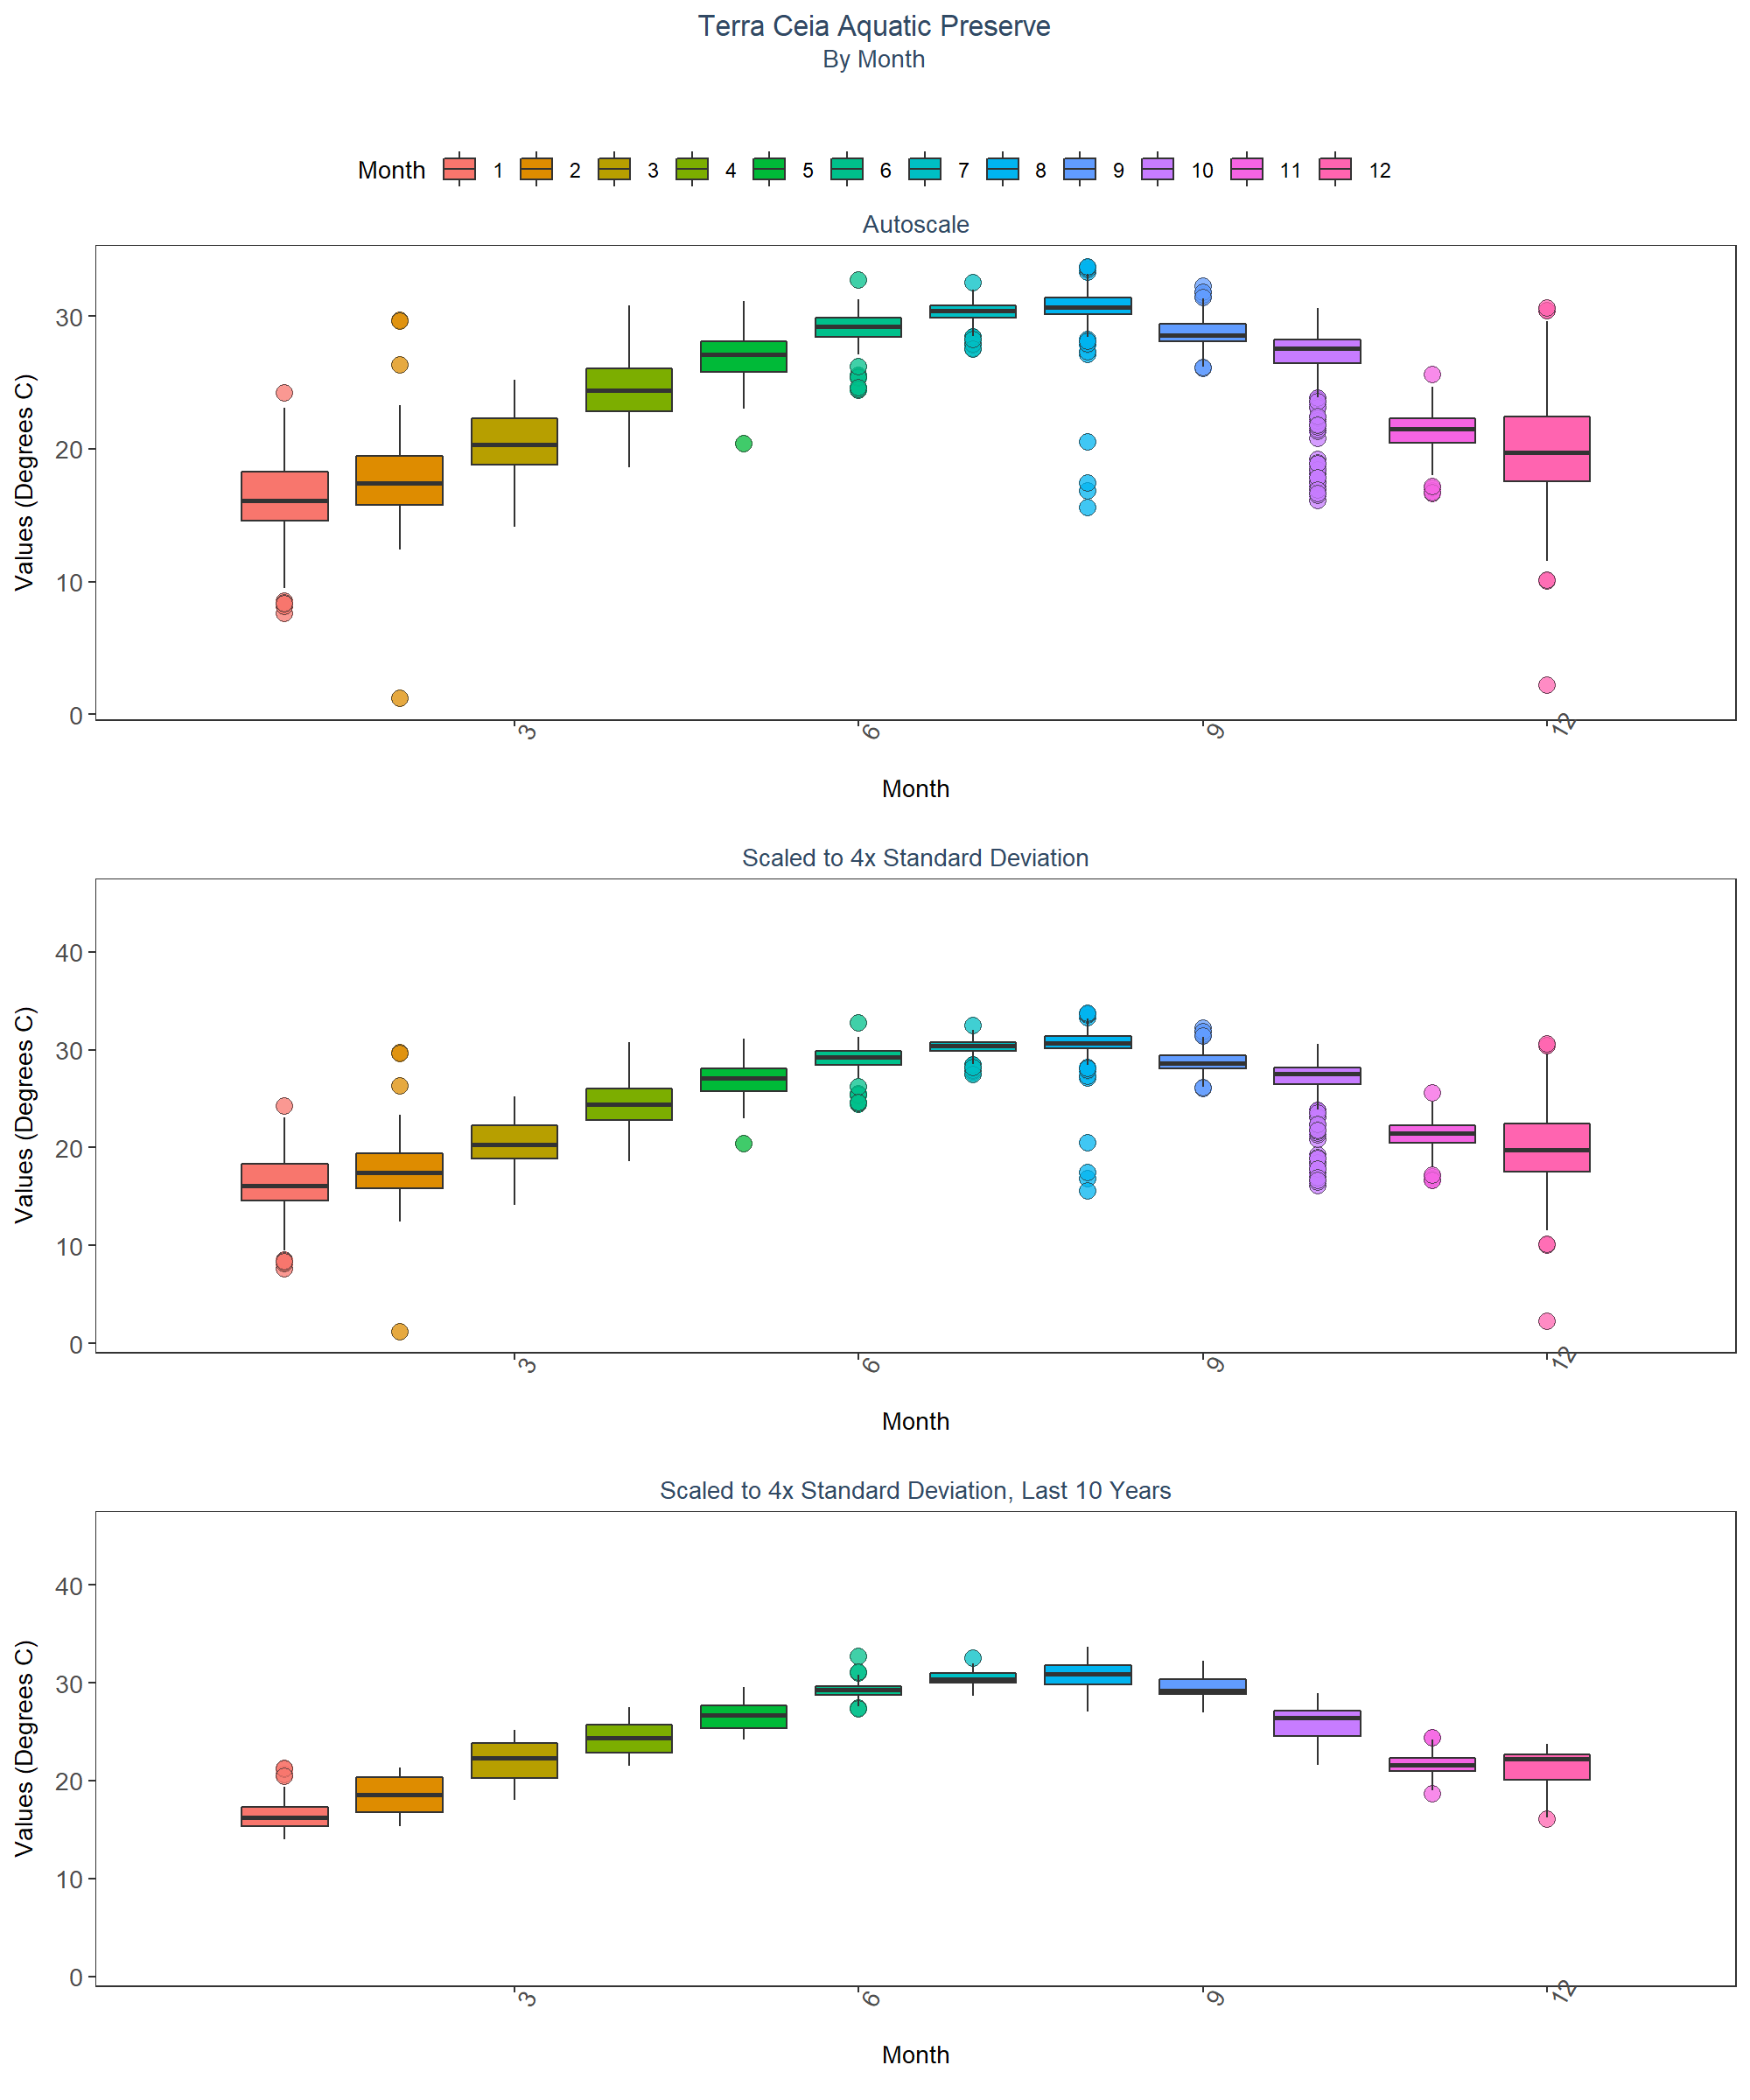 Terra Ceia Aquatic Preserve
By Month
Month 1 2 3 4 5 6 7 8 9 10 11 12
Autoscale
Values (Degrees C)
30
20
10
0
3 6 9 12
Month
Scaled to 4x Standard Deviation
Values (Degrees C)
40
30
20
10
0
3 6 9 12
Month
Scaled to 4x Standard Deviation, Last 10 Years
Values (Degrees C)
40
30
20
10
0
3 6 9 12
Month